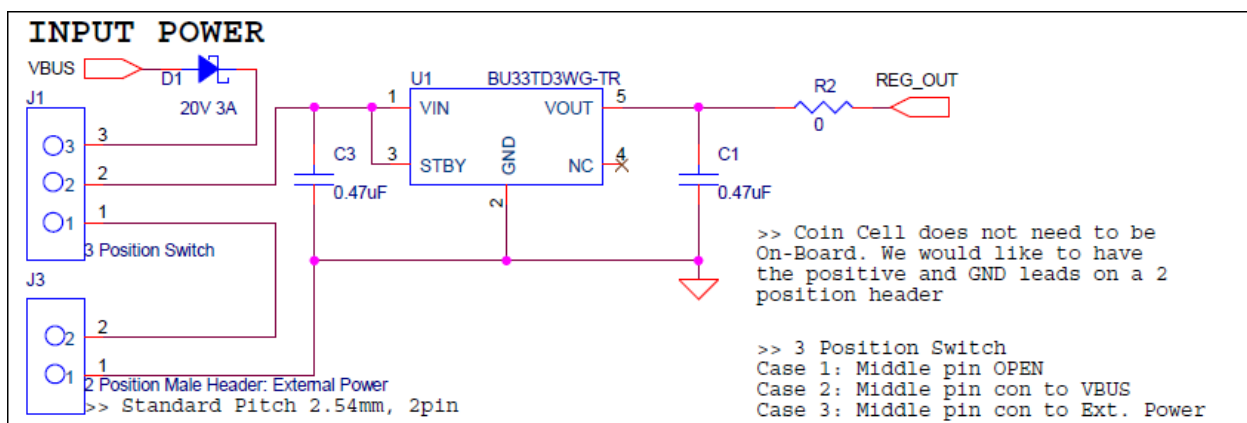 INPUT POWER
VBUS
D1
20V 3A
J1
3
2
1
3
2
1
3 Position Switch
J3
2
1
2
1
2 Position Male Header: External Power
>> Standard Pitch 2.54mm, 2pin
C3
0.47uF
U1
BU33TD3WG-TR
1
VIN
VOUT
5
3
STBY
GND
NC
4
2
C1
0.47uF
R2
0
REG_OUT
>> Coin Cell does not need to be
On-Board. We would like to have
the positive and GND leads on a 2
position header
>> 3 Position Switch
Case 1: Middle pin OPEN
Case 2: Middle pin con to VBUS
Case 3: Middle pin con to Ext. Power